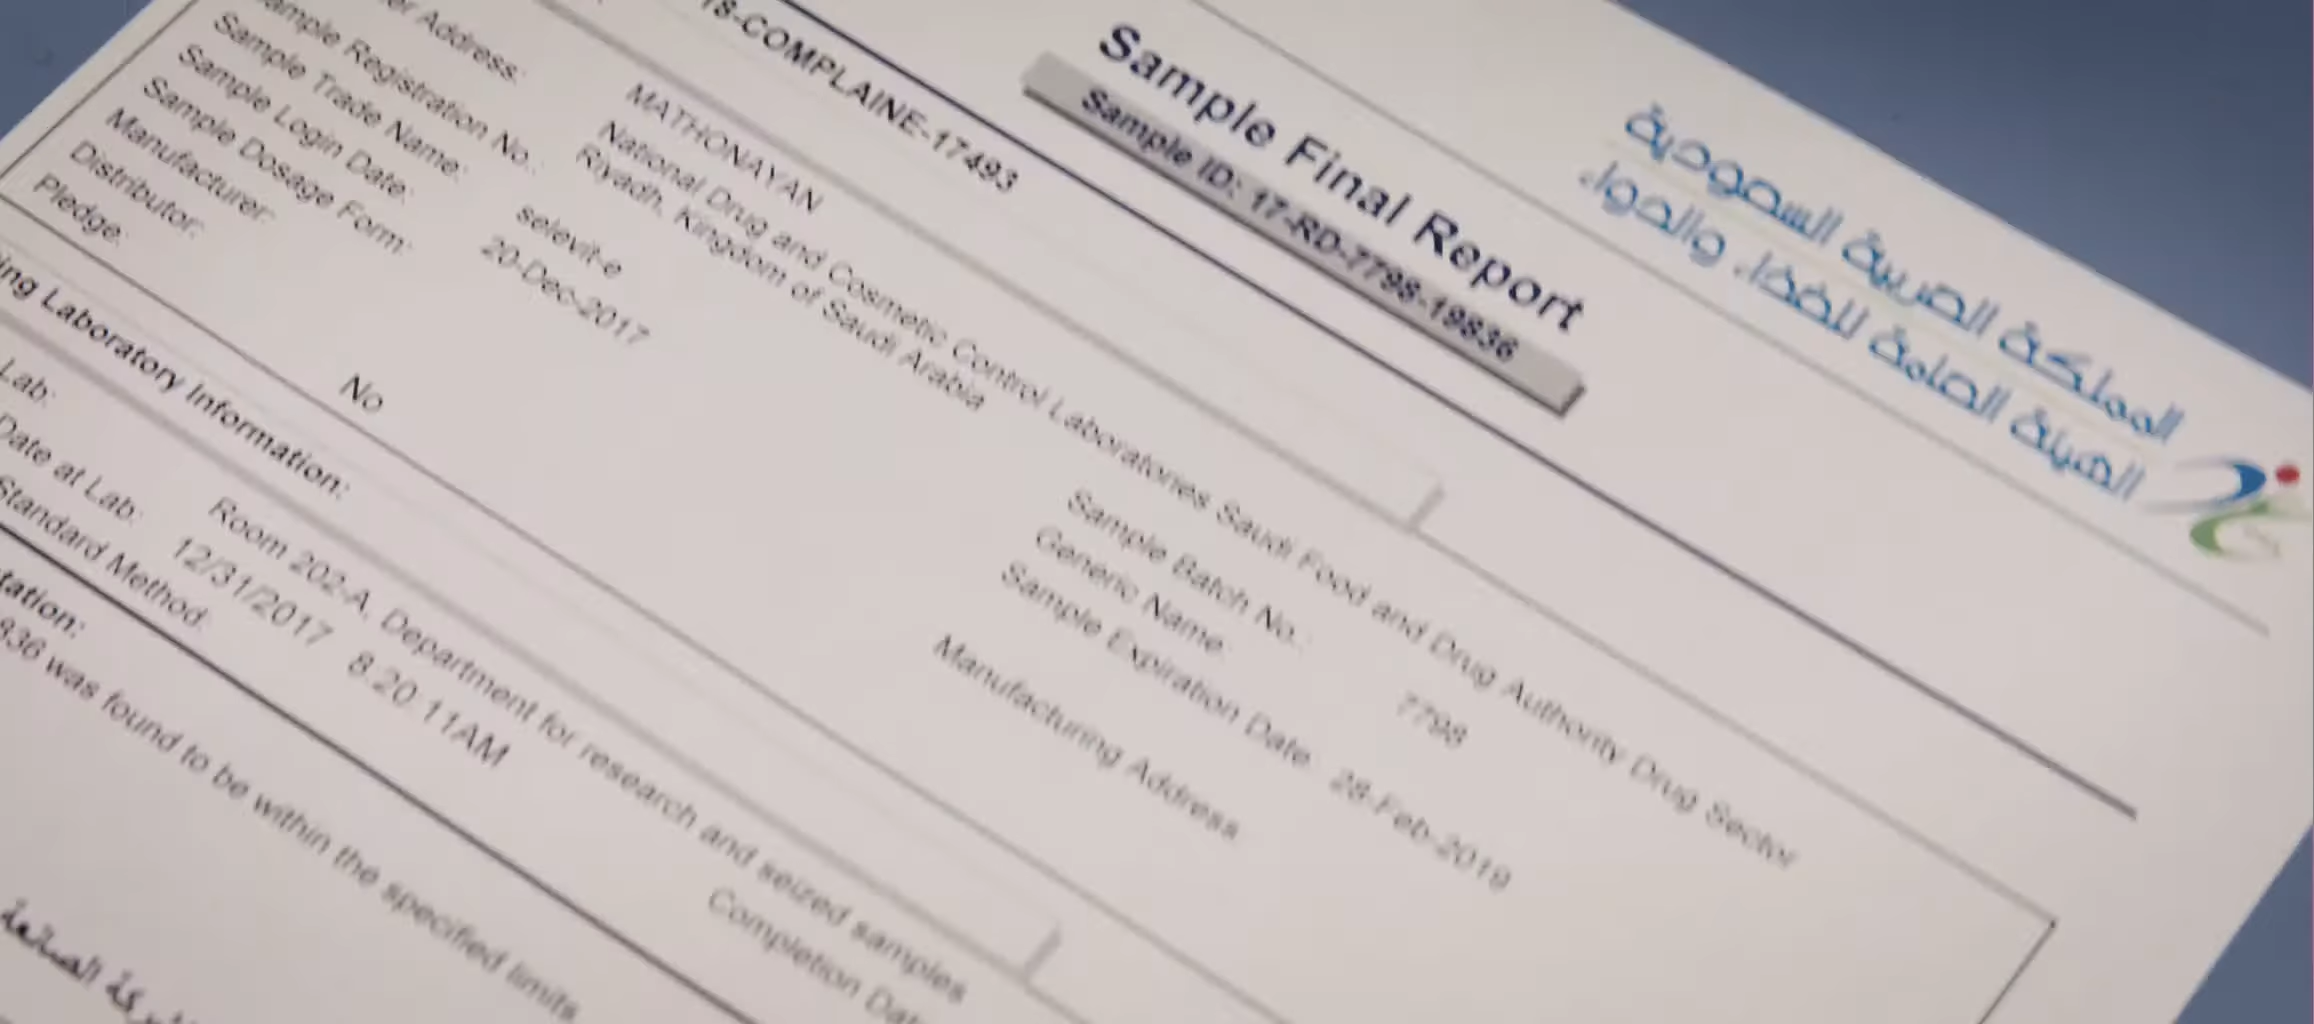 المملكة العربية السعودية
الهيئة العامة للغذاء والدواء
Sample Final Report
Sample ID: 17-RD-7798-19836
18-COMPLAINE-17493
MATHONAYAN
Address: National Drug and Cosmetic Control Laboratories Saudi Food and Drug Authority Drug Sector
Riyadh, Kingdom of Saudi Arabia
Sample Registration No.: Sample Batch No.: 7798
Sample Trade Name: selevit-e Generic Name
Sample Login Date: 20-Dec-2017 Sample Expiration Date: 28-Feb-2019
Sample Dosage Form:
Manufacturer: Manufacturing Address
Distributor:
Pledge: No
Laboratory Information:
Lab: Room 202-A, Department for research and seized samples
Date at Lab: 12/31/2017 8:20:11AM Completion
Standard Method:
836 was found to be within the specified limits
الصانعة